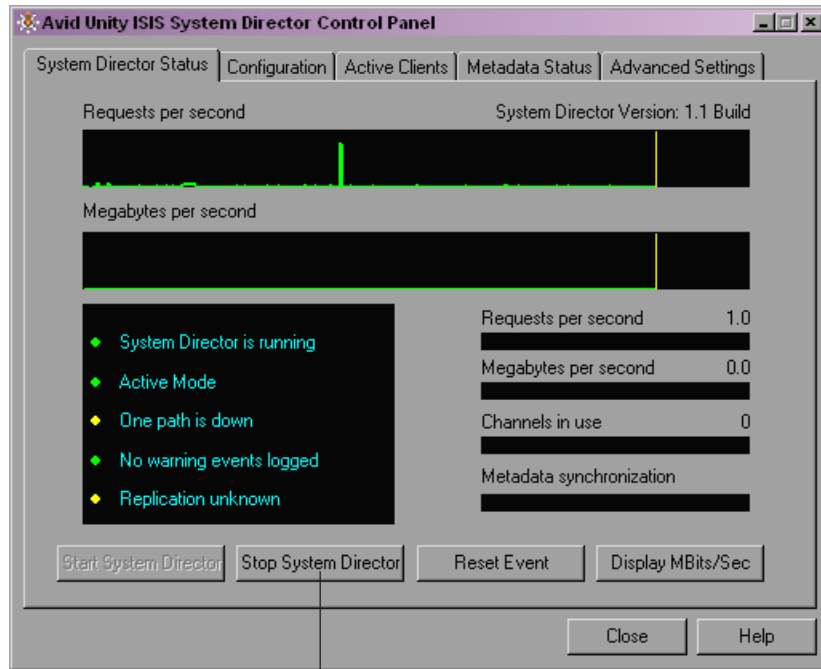 Avid Unity ISIS System Director Control Panel
System Director Status Configuration Active Clients Metadata Status Advanced Settings
Requests per second System Director Version: 1.1 Build
Megabytes per second
System Director is running
Active Mode
One path is down
No warning events logged
Replication unknown
Requests per second 1.0
Megabytes per second 0.0
Channels in use 0
Metadata synchronization
Start System Director Stop System Director Reset Event Display MBits/Sec
Close Help